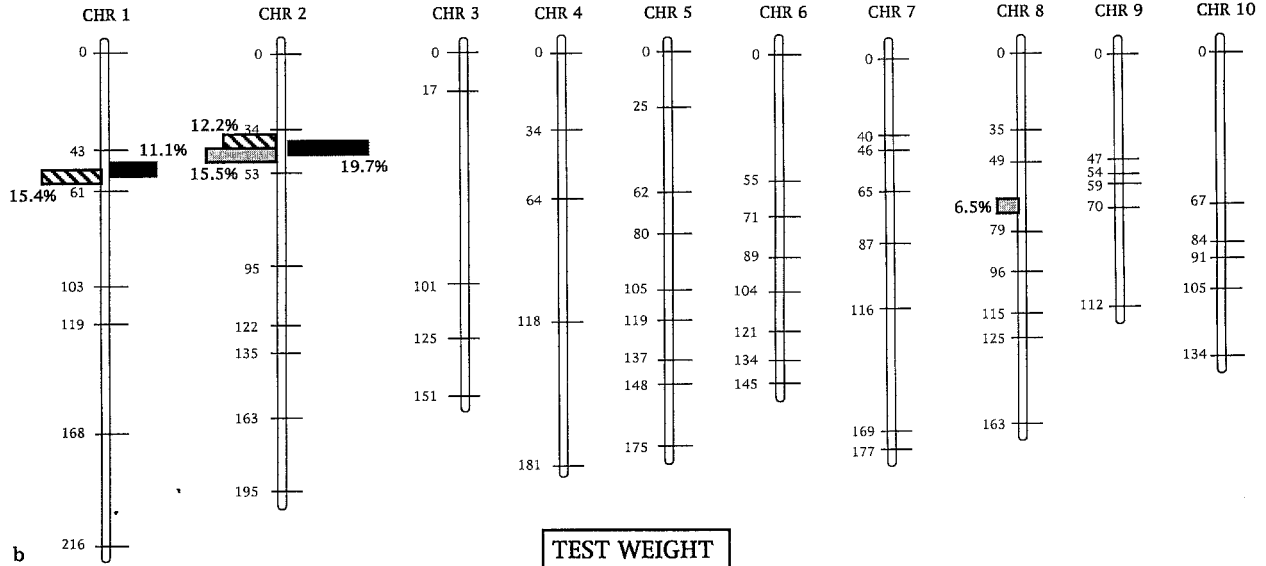 CHR 1 CHR 2 CHR 3 CHR 4 CHR 5 CHR 6 CHR 7 CHR 8 CHR 9 CHR 10
0 0 0 0 0 0 0 0 0 0
17
25
12.2% 34 34 40 35
43 11.1% 46 49 47
15.5% 53 19.7% 54
15.4% 61 64 62 55 65 6.5% 59
80 71 79 70 67
95 89 87 96 84
103 101 105 104 91
119 122 125 118 119 121 116 115 112 105
135 137 134 125 134
151 148 145
168 163 169 163
181 175 177
195
216
b
TEST WEIGHT